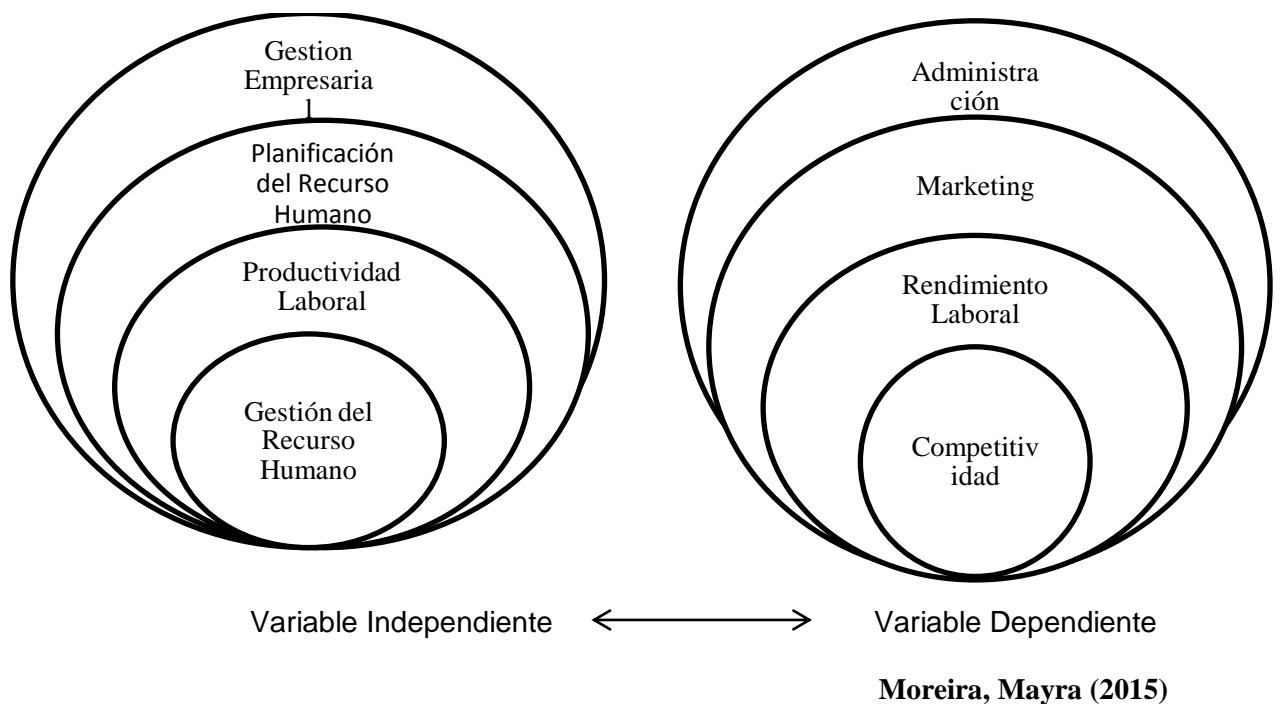 Gestion
Empresaria
l
Planificación
del Recurso
Humano
Productividad
Laboral
Gestión del
Recurso
Humano
Administra
ción
Marketing
Rendimiento
Laboral
Competitiv
idad
Variable Independiente
Variable Dependiente
Moreira, Mayra (2015)